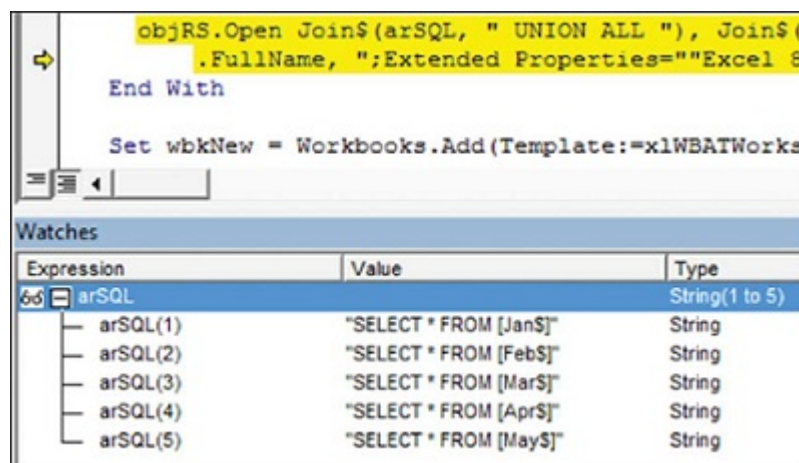 objRS.Open Join$(arSQL, " UNION ALL "), Join$(
.FullName, ";Extended Properties=""Excel 8
End With
Set wbkNew = Workbooks.Add(Template:=xlWBATWorks
Watches
Expression Value Type
arSQL String(1 to 5)
arSQL(1) "SELECT * FROM [Jan$]" String
arSQL(2) "SELECT * FROM [Feb$]" String
arSQL(3) "SELECT * FROM [Mar$]" String
arSQL(4) "SELECT * FROM [Apr$]" String
arSQL(5) "SELECT * FROM [May$]" String